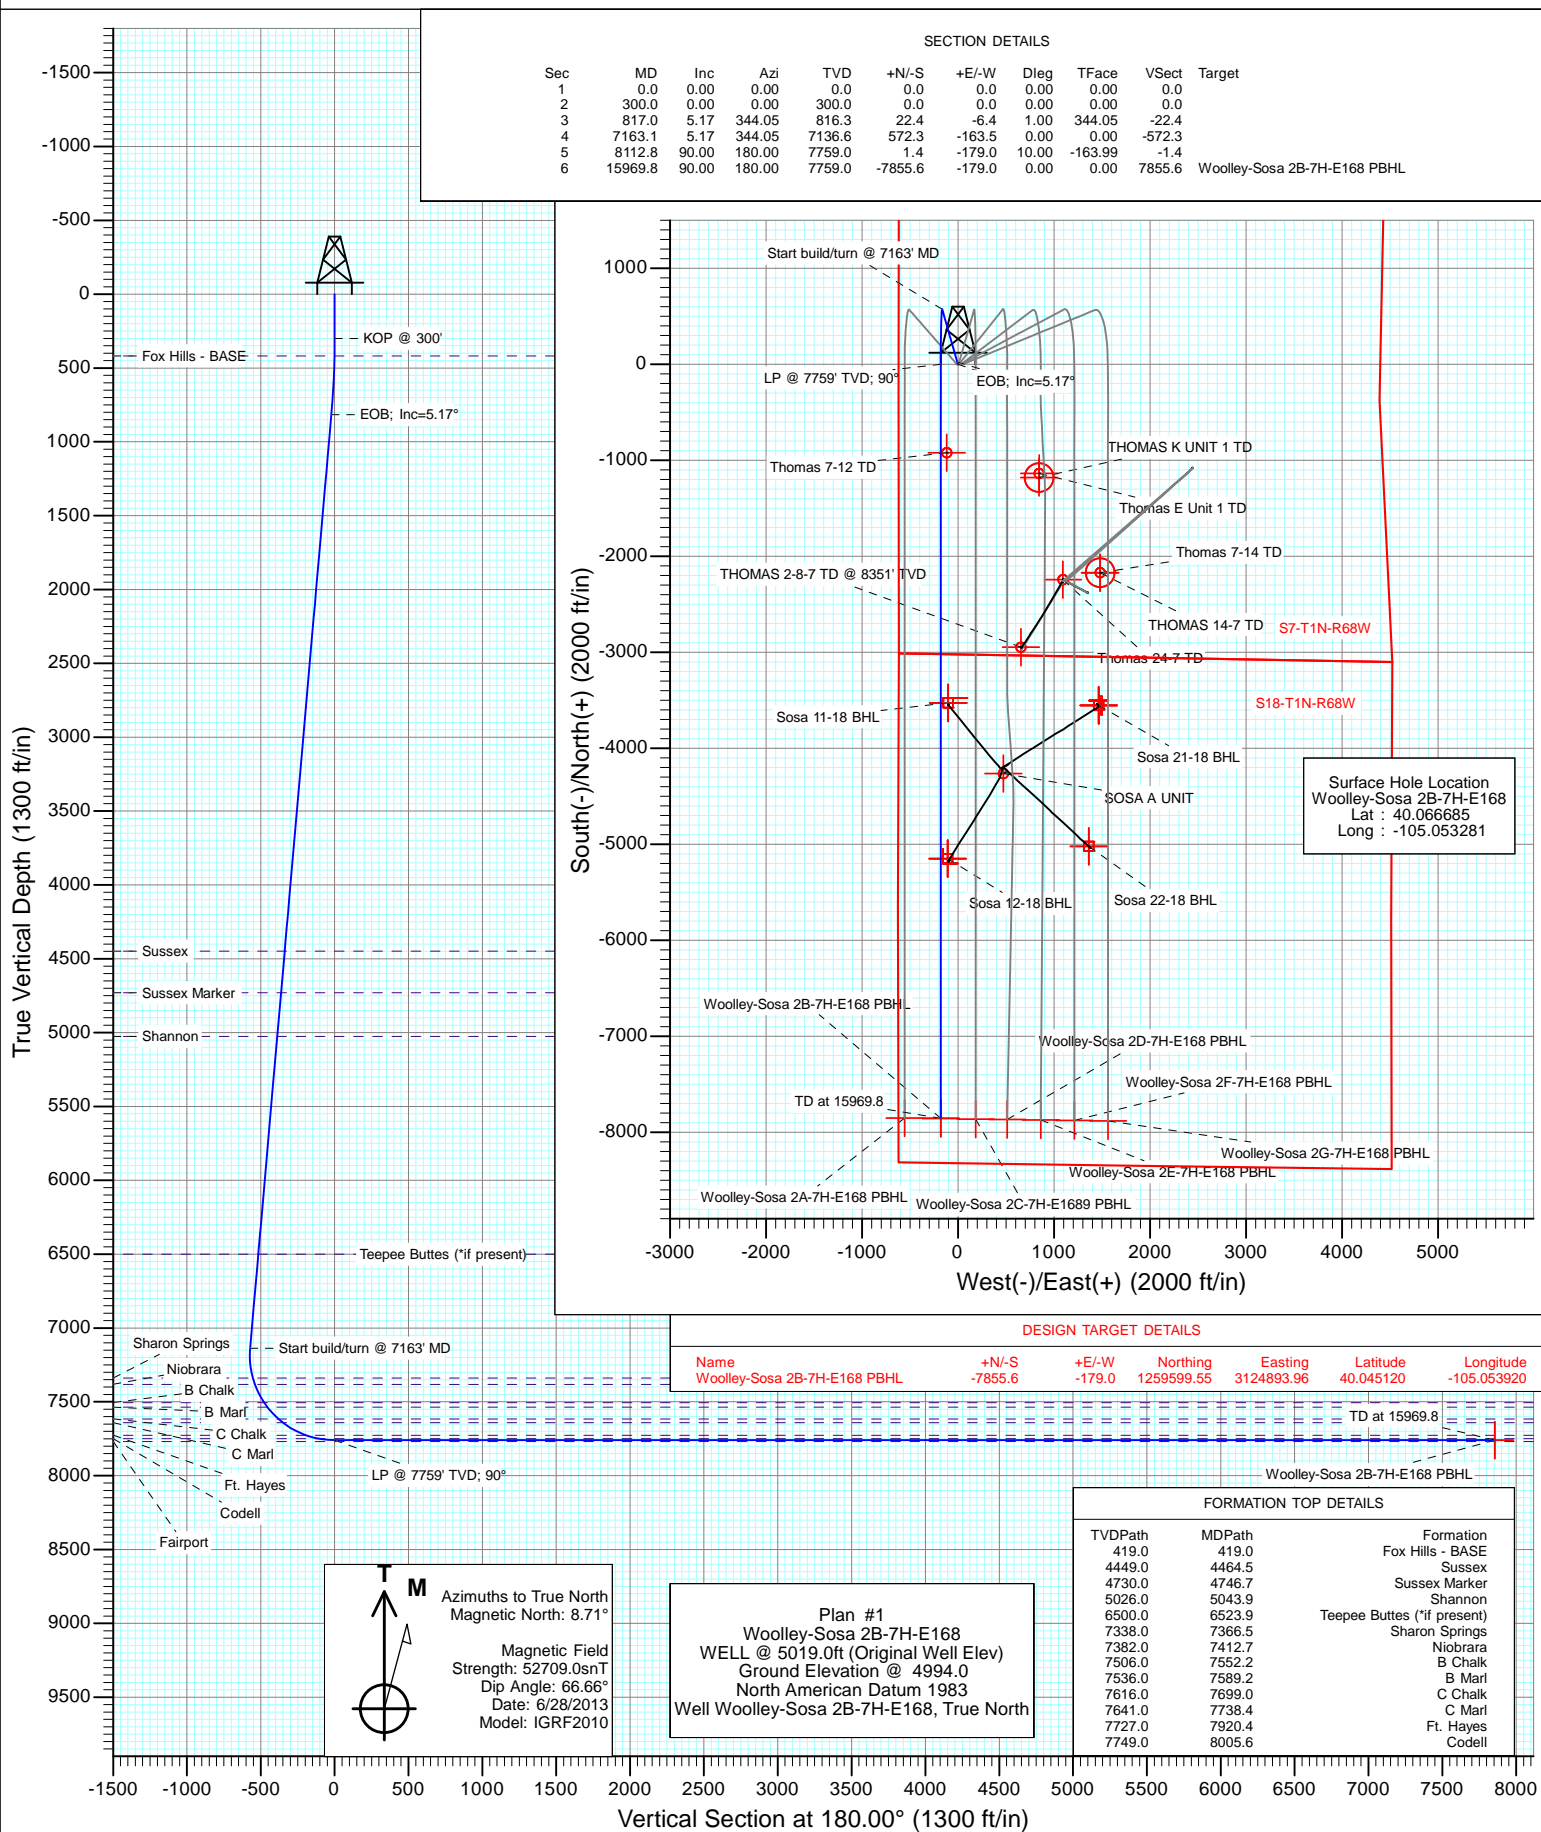 SECTION DETAILS
Sec MD Inc Azi TVD +N/-S +E/-W Dleg TFace VSect Target
1 0.0 0.00 0.00 0.0 0.0 0.0 0.00 0.00 0.0
2 300.0 0.00 0.00 300.0 0.0 0.0 0.00 0.00 0.0
3 817.0 5.17 344.05 816.3 22.4 -6.4 1.00 344.05 -22.4
4 7163.1 5.17 344.05 7136.6 572.3 -163.5 0.00 0.00 -572.3
5 8112.8 90.00 180.00 7759.0 1.4 -179.0 10.00 -163.99 -1.4
6 15969.8 90.00 180.00 7759.0 -7855.6 -179.0 0.00 0.00 7855.6 Woolley-Sosa 2B-7H-E168 PBHL
True Vertical Depth (1300 ft/in)
-1500
-1000
-500
0
500
1000
1500
2000
2500
3000
3500
4000
4500
5000
5500
6000
6500
7000
7500
8000
8500
9000
9500
KOP @ 300'
Fox Hills - BASE
EOB; Inc=5.17°
Sussex
Sussex Marker
Shannon
Teepee Buttes (*if present)
Sharon Springs
Start build/turn @ 7163' MD
Niobrara
B Chalk
B Marl
C Chalk
C Marl
LP @ 7759' TVD; 90°
Ft. Hayes
Codell
Fairport
TD at 15969.8
Woolley-Sosa 2B-7H-E168 PBHL
-1500 -1000 -500 0 500 1000 1500 2000 2500 3000 3500 4000 4500 5000 5500 6000 6500 7000 7500 8000
Vertical Section at 180.00° (1300 ft/in)
South(-)/North(+) (2000 ft/in)
1000
0
-1000
-2000
-3000
-4000
-5000
-6000
-7000
-8000
Start build/turn @ 7163' MD
LP @ 7759' TVD; 90°
EOB; Inc=5.17°
THOMAS K UNIT 1 TD
Thomas 7-12 TD
Thomas E Unit 1 TD
Thomas 7-14 TD
THOMAS 2-8-7 TD @ 8351' TVD
THOMAS 14-7 TD
S7-T1N-R68W
Thomas 24-7 TD
S18-T1N-R68W
Sosa 11-18 BHL
Sosa 21-18 BHL
SOSA A UNIT
Sosa 12-18 BHL
Sosa 22-18 BHL
Surface Hole Location
Woolley-Sosa 2B-7H-E168
Lat : 40.066685
Long : -105.053281
Woolley-Sosa 2B-7H-E168 PBHL
Woolley-Sosa 2D-7H-E168 PBHL
Woolley-Sosa 2F-7H-E168 PBHL
TD at 15969.8
Woolley-Sosa 2G-7H-E168 PBHL
Woolley-Sosa 2E-7H-E168 PBHL
Woolley-Sosa 2A-7H-E168 PBHL
Woolley-Sosa 2C-7H-E1689 PBHL
-3000 -2000 -1000 0 1000 2000 3000 4000 5000
West(-)/East(+) (2000 ft/in)
DESIGN TARGET DETAILS
Name +N/-S +E/-W Northing Easting Latitude Longitude
Woolley-Sosa 2B-7H-E168 PBHL -7855.6 -179.0 1259599.55 3124893.96 40.045120 -105.053920
T
M
Azimuths to True North
Magnetic North: 8.71°
Magnetic Field
Strength: 52709.0snT
Dip Angle: 66.66°
Date: 6/28/2013
Model: IGRF2010
Plan #1
Woolley-Sosa 2B-7H-E168
WELL @ 5019.0ft (Original Well Elev)
Ground Elevation @ 4994.0
North American Datum 1983
Well Woolley-Sosa 2B-7H-E168, True North
FORMATION TOP DETAILS
TVDPath MDPath Formation
419.0 419.0 Fox Hills - BASE
4449.0 4464.5 Sussex
4730.0 4746.7 Sussex Marker
5026.0 5043.9 Shannon
6500.0 6523.9 Teepee Buttes (*if present)
7338.0 7366.5 Sharon Springs
7382.0 7412.7 Niobrara
7506.0 7552.2 B Chalk
7536.0 7589.2 B Marl
7616.0 7699.0 C Chalk
7641.0 7738.4 C Marl
7727.0 7920.4 Ft. Hayes
7749.0 8005.6 Codell